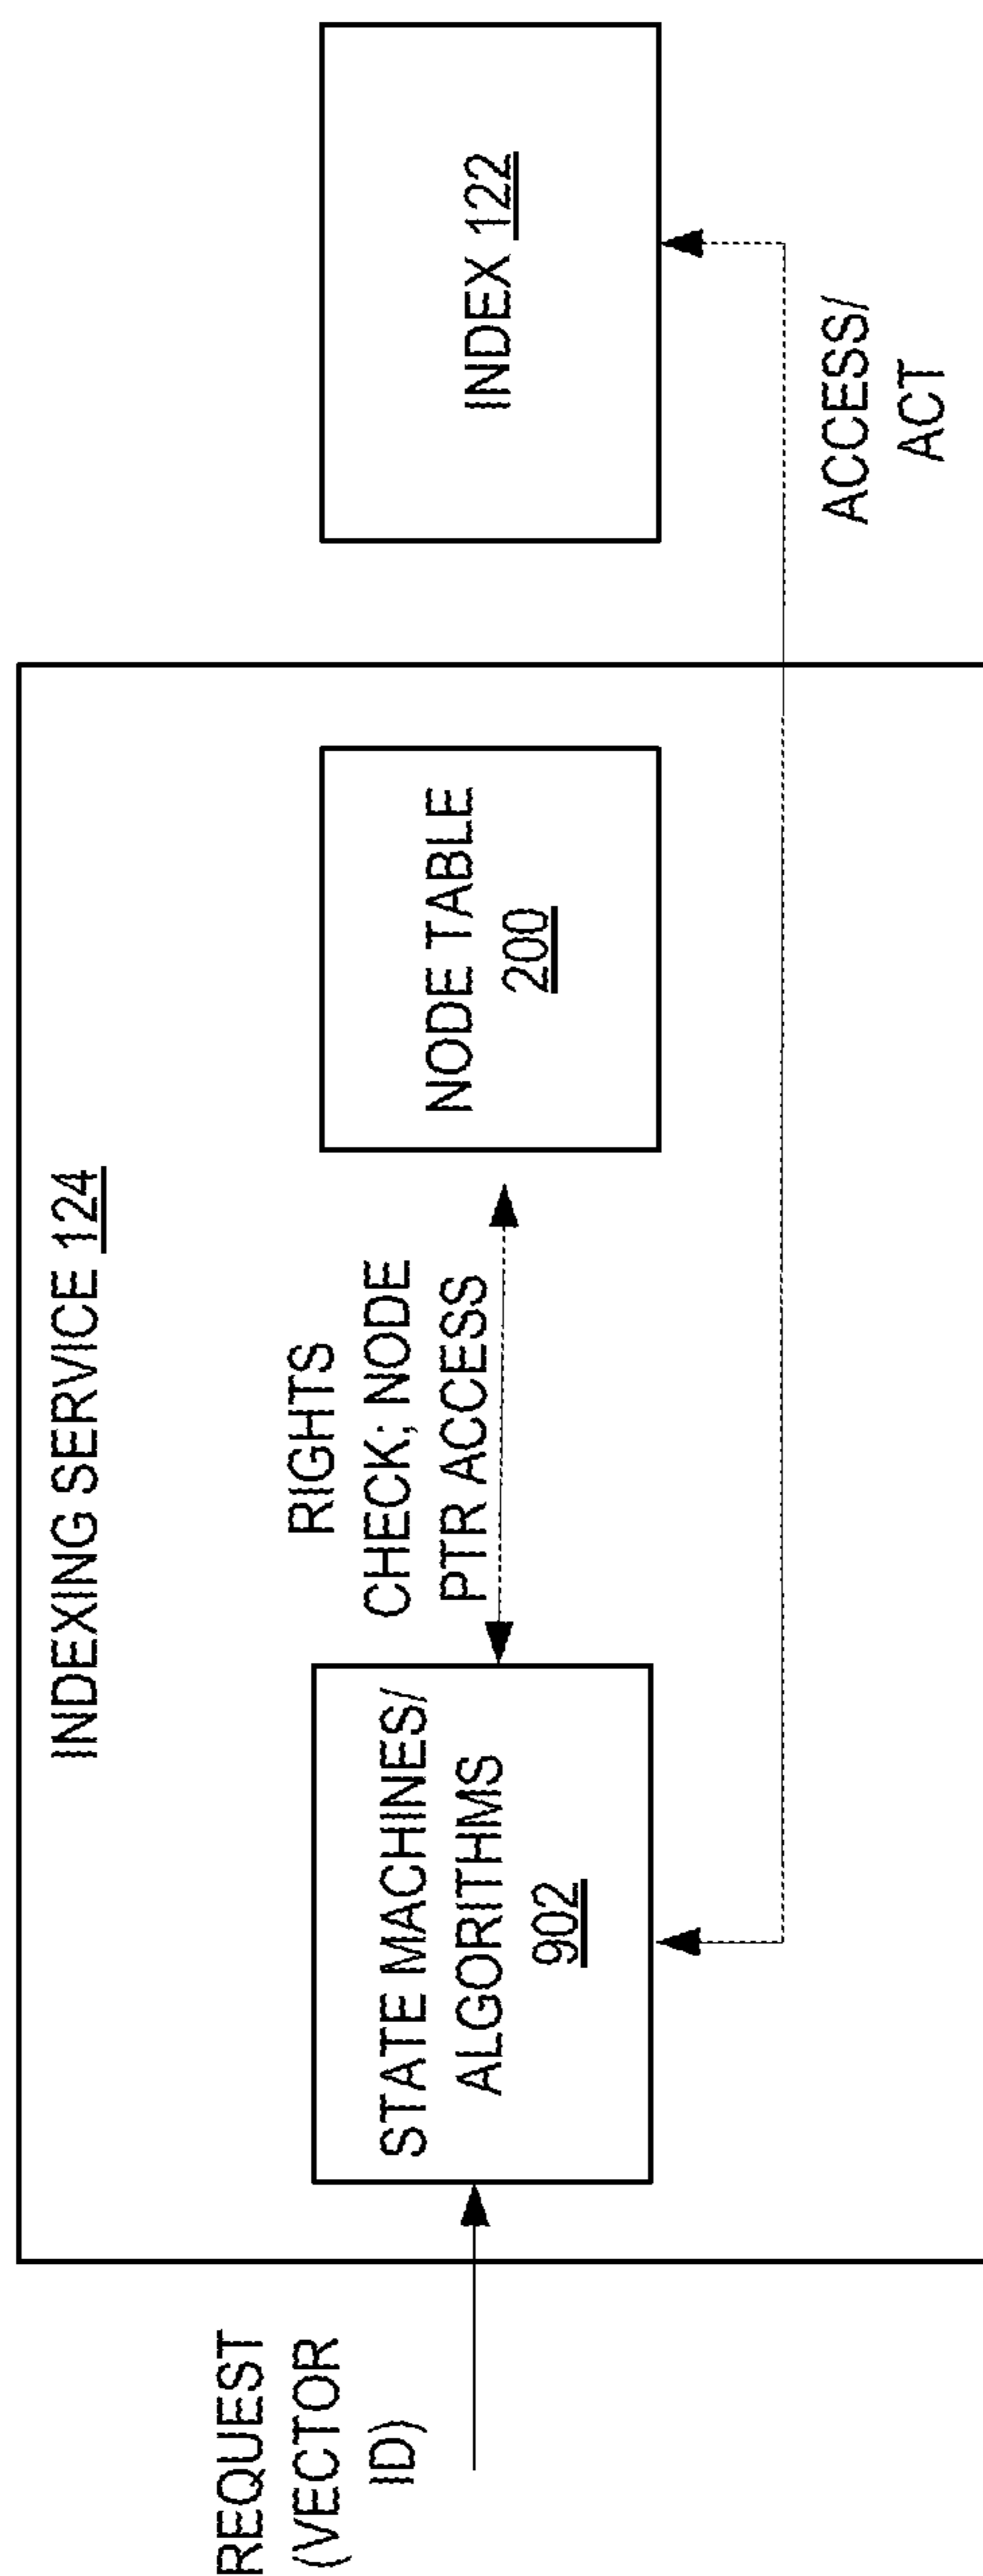 INDEXING SERVICE 124
REQUEST
(VECTOR
ID)
STATE MACHINES/
ALGORITHMS
902
RIGHTS
CHECK; NODE
PTR ACCESS
NODE TABLE
200
INDEX 122
ACCESS/
ACT